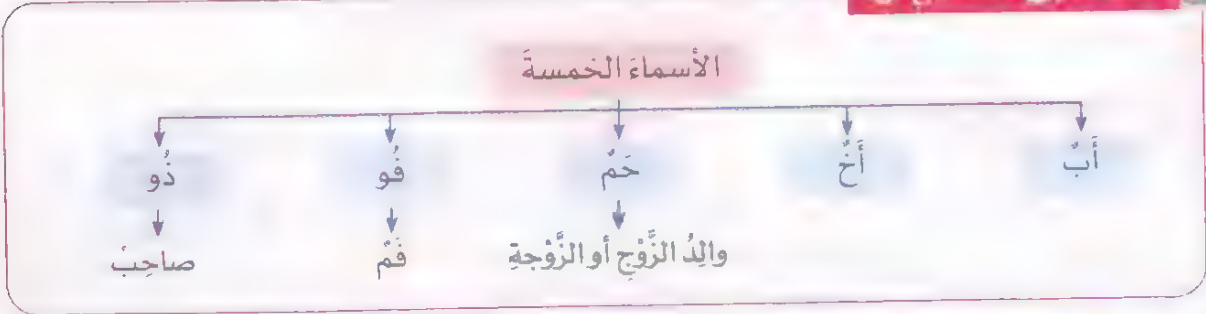 الأسماءَ الخمسةَ
أَبٌ أَخٌ حَمٌ فُو ذُو
والِدُ الزَّوْجِ أو الزَّوْجةِ فَمٌ صاحِبُ